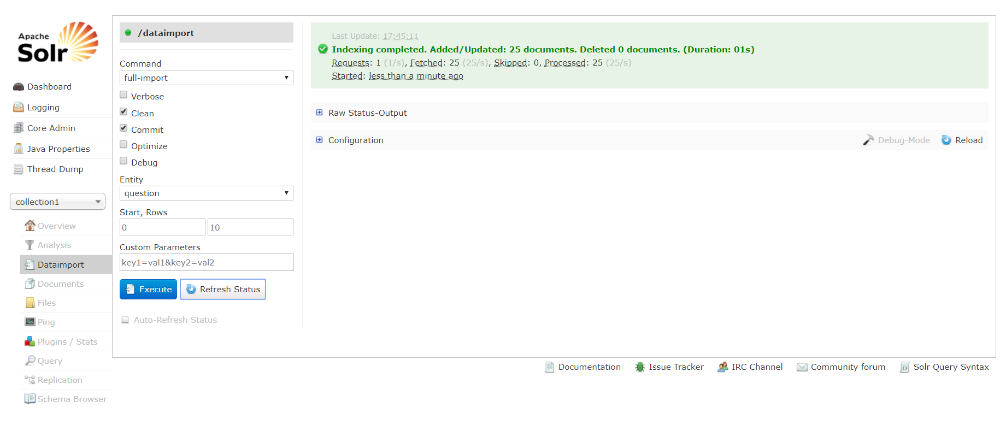 Apache
Solr
Dashboard
Logging
Core Admin
Java Properties
Thread Dump
collection1
Overview
Analysis
Dataimport
Documents
Files
Ping
Plugins / Stats
Query
Replication
Schema Browser
/dataimport
Command
full-import
Verbose
Clean
Commit
Optimize
Debug
Entity
question
Start, Rows
0 10
Custom Parameters
key1=val1&key2=val2
Execute Refresh Status
Auto-Refresh Status
Last Update: 17:45:11
Indexing completed. Added/Updated: 25 documents. Deleted 0 documents. (Duration: 01s)
Requests: 1 (1/s), Fetched: 25 (25/s), Skipped: 0, Processed: 25 (25/s)
Started: less than a minute ago
Raw Status-Output
Configuration Debug-Mode Reload
Documentation Issue Tracker IRC Channel Community forum Solr Query Syntax